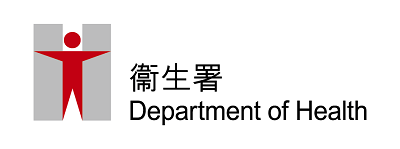 衞生署
Department of Health